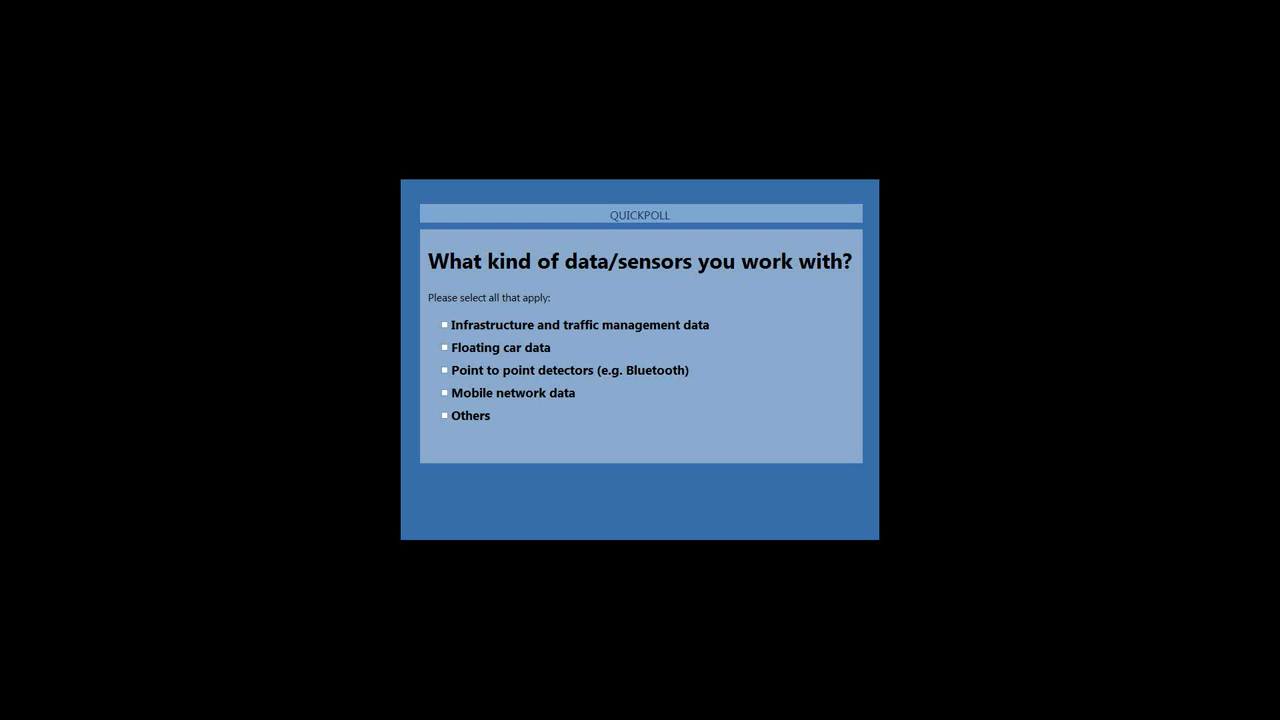 QUICKPOLL
What kind of data/sensors you work with?
Please select all that apply:
Infrastructure and traffic management data
Floating car data
Point to point detectors (e.g. Bluetooth)
Mobile network data
Others